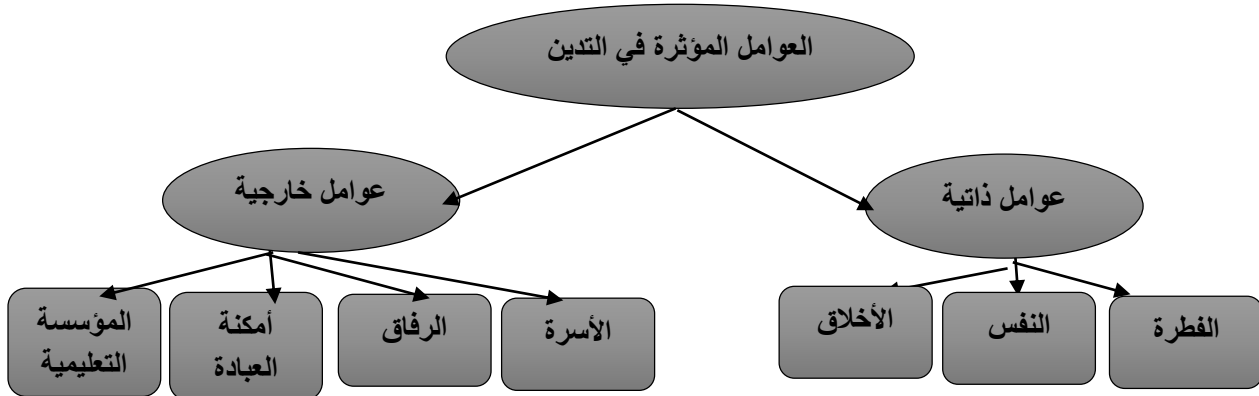 العوامل المؤثرة في التدين
عوامل ذاتية
عوامل خارجية
الفطرة
النفس
الأخلاق
الأسرة
الرفاق
أمكنة
العبادة
المؤسسة
التعليمية